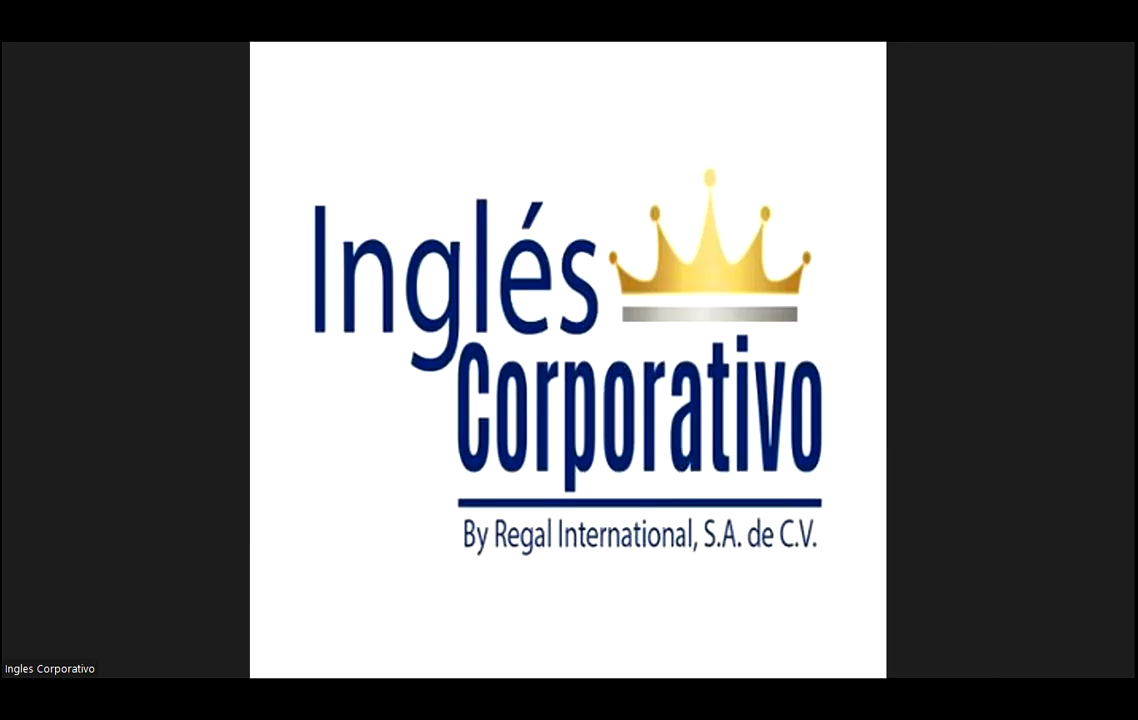 Inglés
Corporativo
By Regal International, S.A. de C.V.
Ingles Corporativo